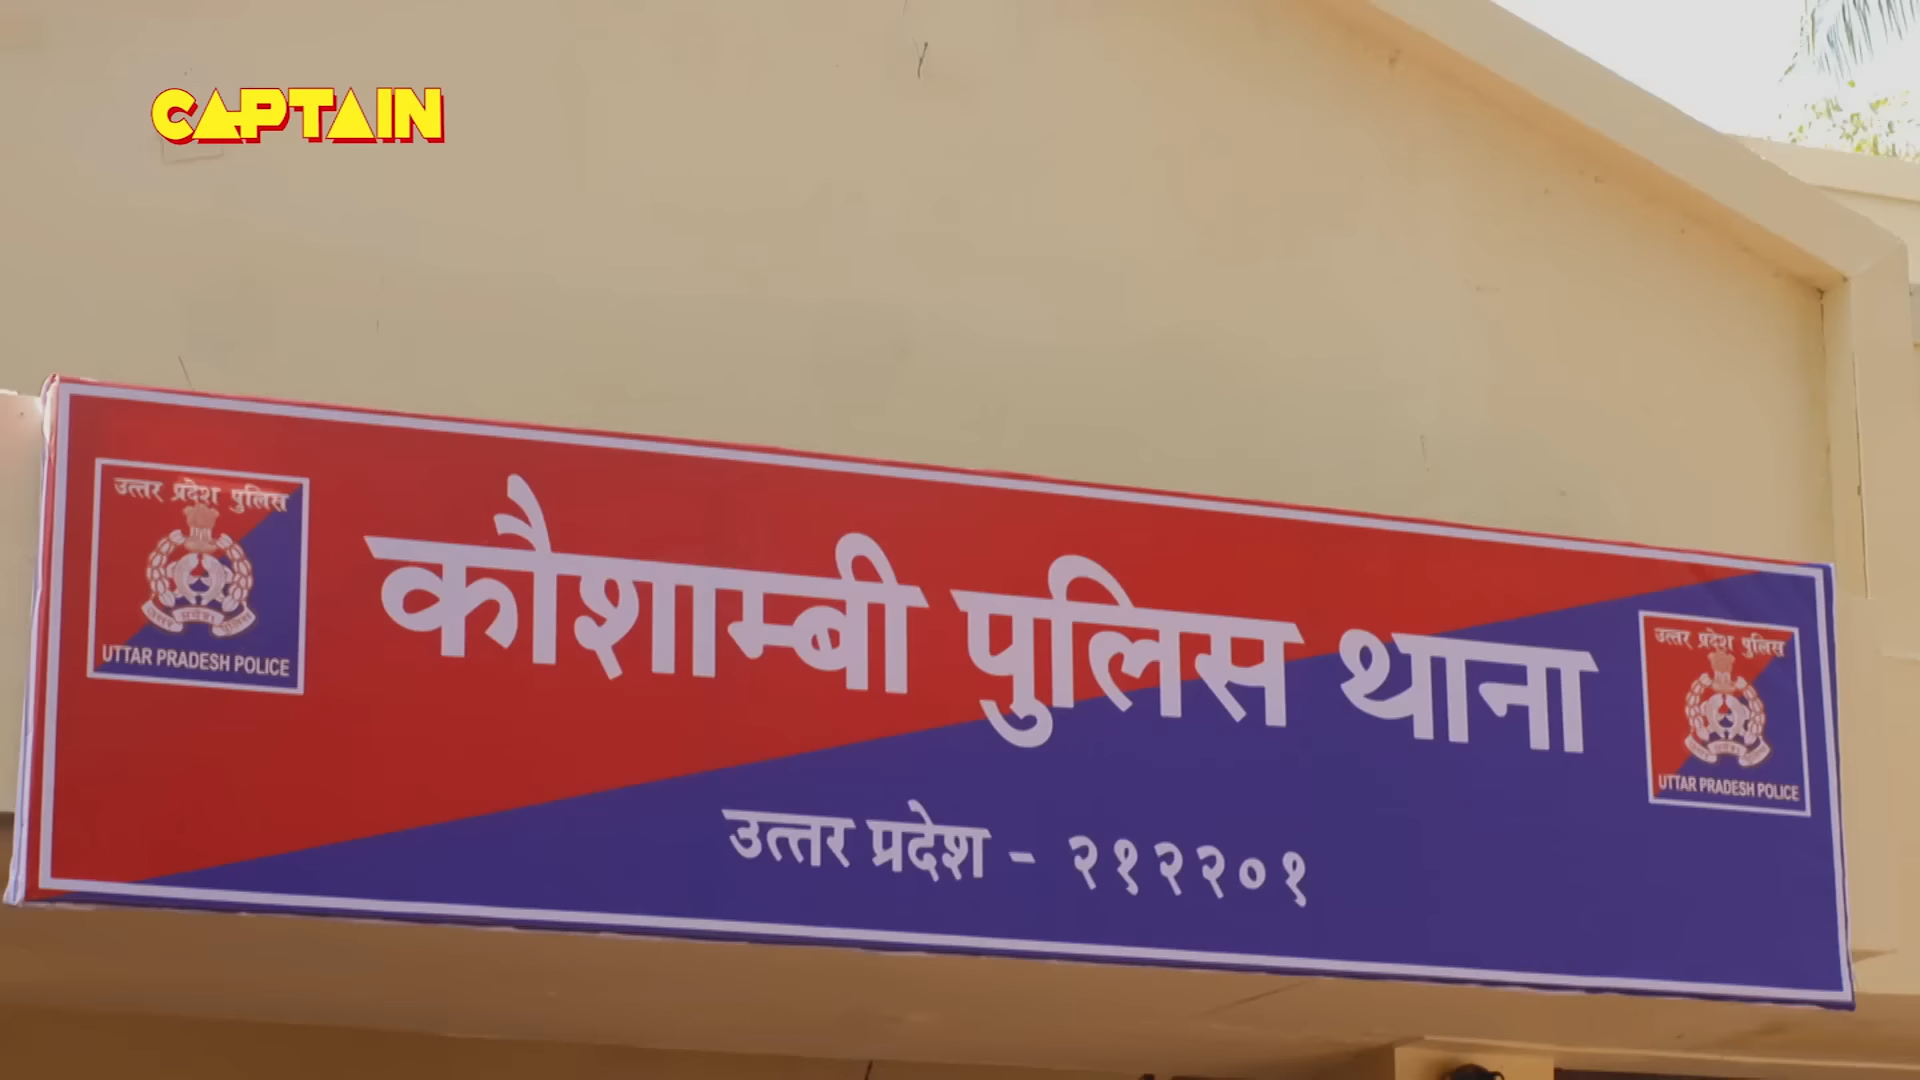 CAPTAIN
उत्तर प्रदेश पुलिस
UTTAR PRADESH POLICE
कौशाम्बी पुलिस थाना
उत्तर प्रदेश - २१२२०१
उत्तर प्रदेश पुलिस
UTTAR PRADESH POLICE